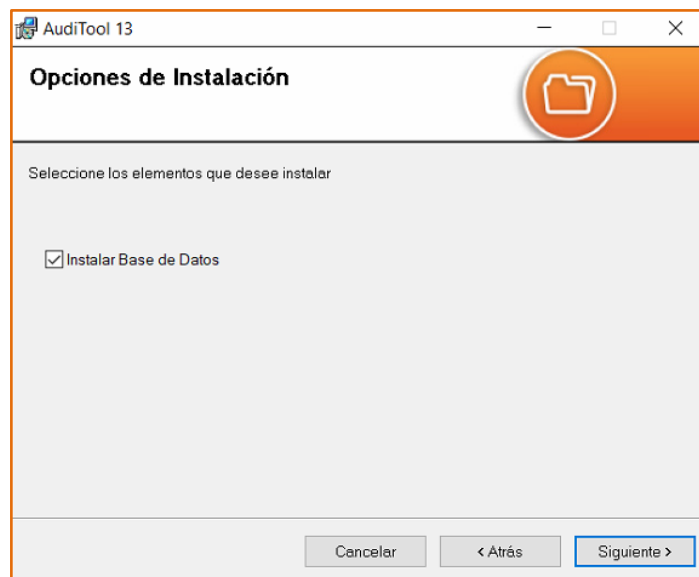 AudiTool 13
Opciones de Instalación
Seleccione los elementos que desee instalar
Instalar Base de Datos
Cancelar
< Atrás
Siguiente >